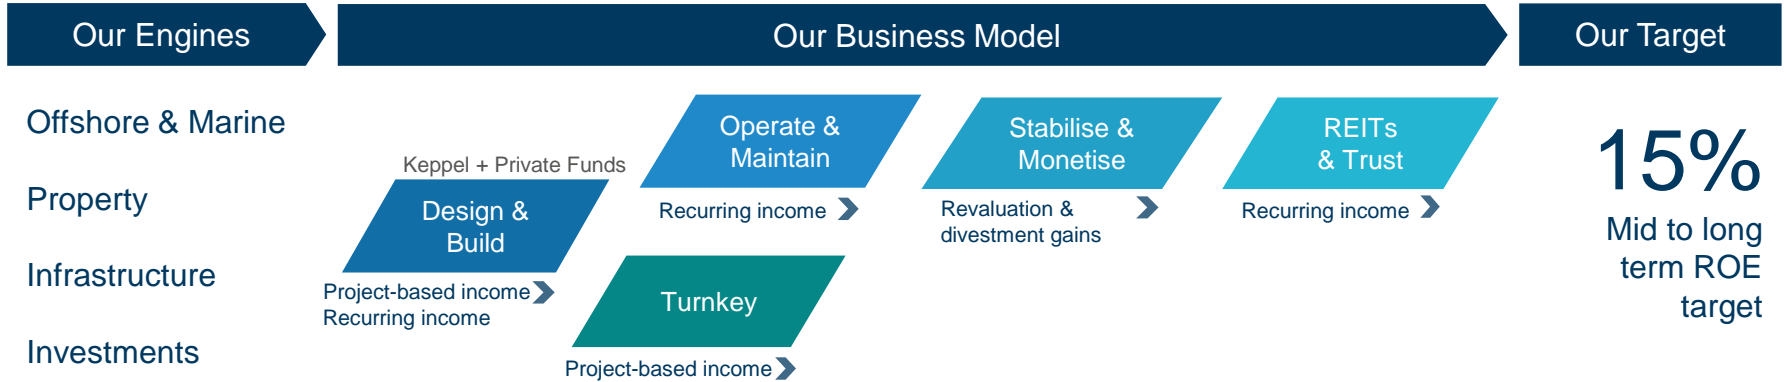 Our Engines
Our Business Model
Our Target
Offshore & Marine
Property
Infrastructure
Investments
Keppel + Private Funds
Design &
Build
Project-based income
Recurring income
Operate &
Maintain
Recurring income
Turnkey
Project-based income
Stabilise &
Monetise
Revaluation &
divestment gains
REITs
& Trust
Recurring income
15%
Mid to long
term ROE
target